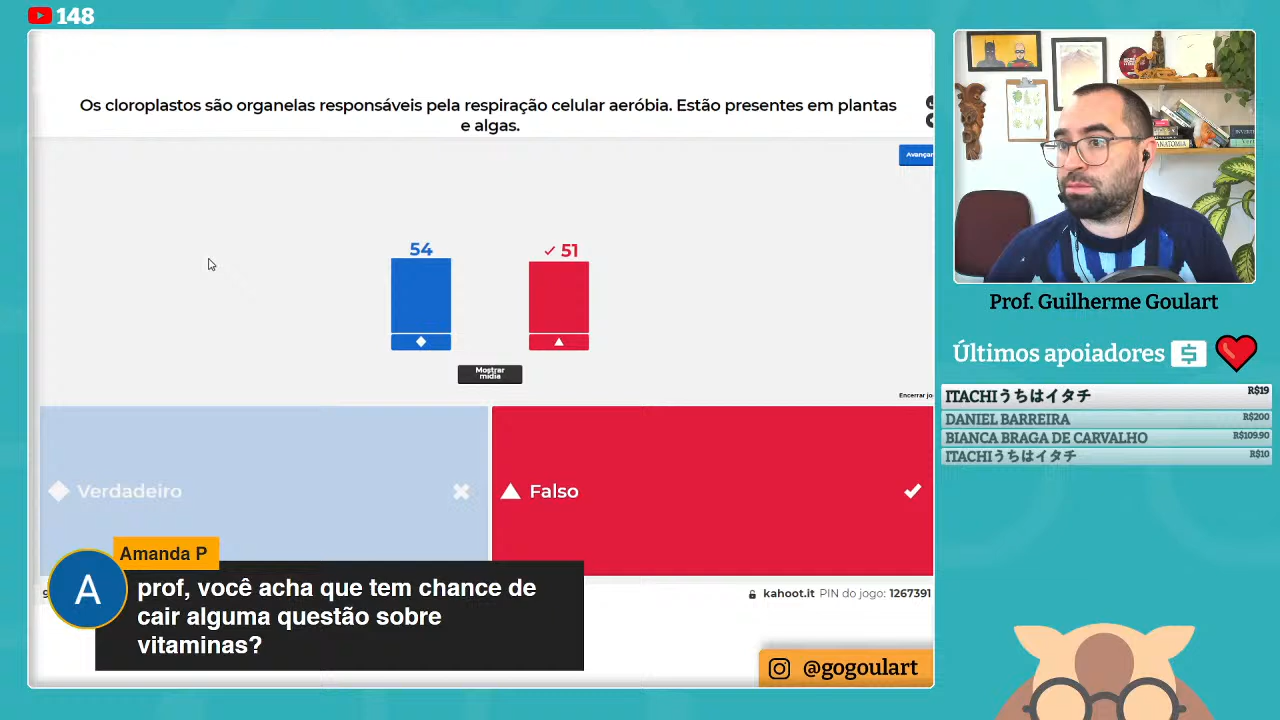 148
Os cloroplastos são organelas responsáveis pela respiração celular aeróbia. Estão presentes em plantas
e algas.
Avançar
54
51
Mostrar
mídia
Encerrar jo
Verdadeiro
Falso
Amanda P
A
prof, você acha que tem chance de
cair alguma questão sobre
vitaminas?
kahoot.it PIN do jogo: 1267391
@gogoulart
Prof. Guilherme Goulart
Últimos apoiadores
ITACHIうちはイタチ R$19
DANIEL BARREIRA R$200
BIANCA BRAGA DE CARVALHO R$109.90
ITACHIうちはイタチ R$10
ANATOMIA